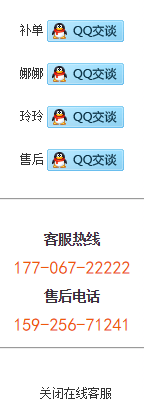 补单 QQ交谈
娜娜 QQ交谈
玲玲 QQ交谈
售后 QQ交谈
客服热线
177-067-22222
售后电话
159-256-71241
关闭在线客服